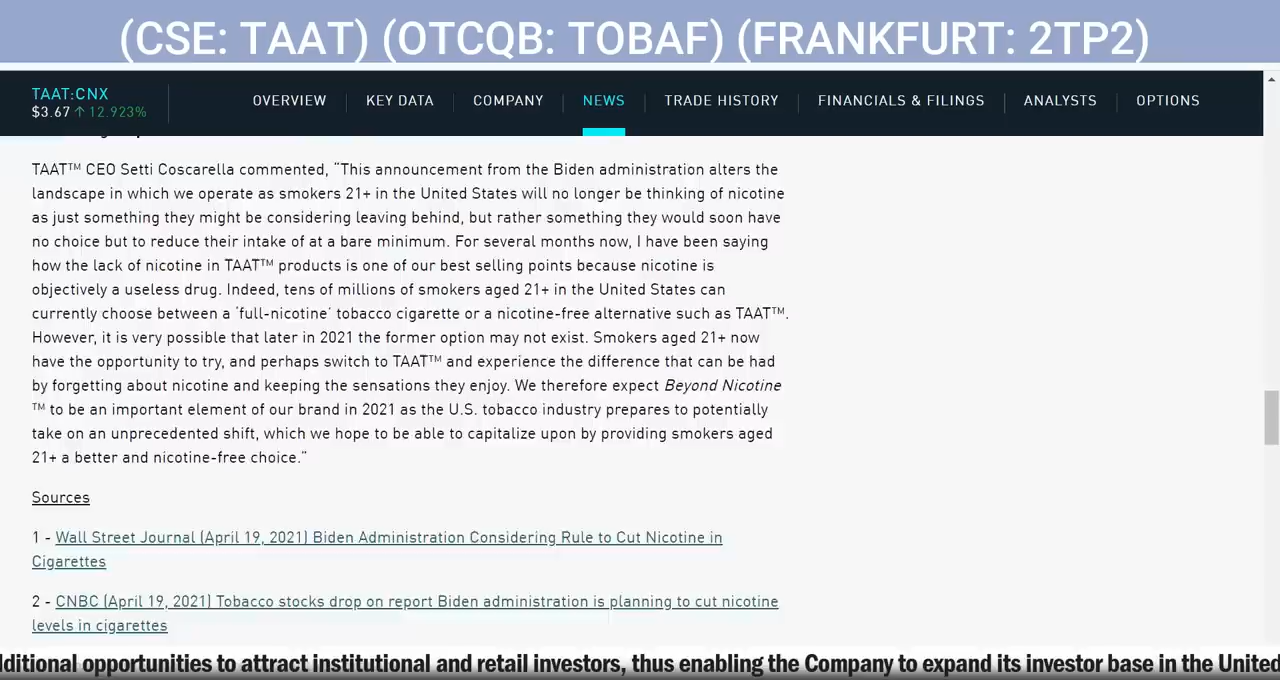 (CSE: TAAT) (OTCQB: TOBAF) (FRANKFURT: 2TP2)
TAAT:CNX
$3.67 ↑ 12.923%
OVERVIEW
KEY DATA
COMPANY
NEWS
TRADE HISTORY
FINANCIALS & FILINGS
ANALYSTS
OPTIONS
TAAT™ CEO Setti Coscarella commented, “This announcement from the Biden administration alters the
landscape in which we operate as smokers 21+ in the United States will no longer be thinking of nicotine
as just something they might be considering leaving behind, but rather something they would soon have
no choice but to reduce their intake of at a bare minimum. For several months now, I have been saying
how the lack of nicotine in TAAT™ products is one of our best selling points because nicotine is
objectively a useless drug. Indeed, tens of millions of smokers aged 21+ in the United States can
currently choose between a ‘full-nicotine’ tobacco cigarette or a nicotine-free alternative such as TAAT™.
However, it is very possible that later in 2021 the former option may not exist. Smokers aged 21+ now
have the opportunity to try, and perhaps switch to TAAT™ and experience the difference that can be had
by forgetting about nicotine and keeping the sensations they enjoy. We therefore expect Beyond Nicotine
™ to be an important element of our brand in 2021 as the U.S. tobacco industry prepares to potentially
take on an unprecedented shift, which we hope to be able to capitalize upon by providing smokers aged
21+ a better and nicotine-free choice.”
Sources
1 - Wall Street Journal (April 19, 2021) Biden Administration Considering Rule to Cut Nicotine in
Cigarettes
2 - CNBC (April 19, 2021) Tobacco stocks drop on report Biden administration is planning to cut nicotine
levels in cigarettes
dditional opportunities to attract institutional and retail investors, thus enabling the Company to expand its investor base in the United